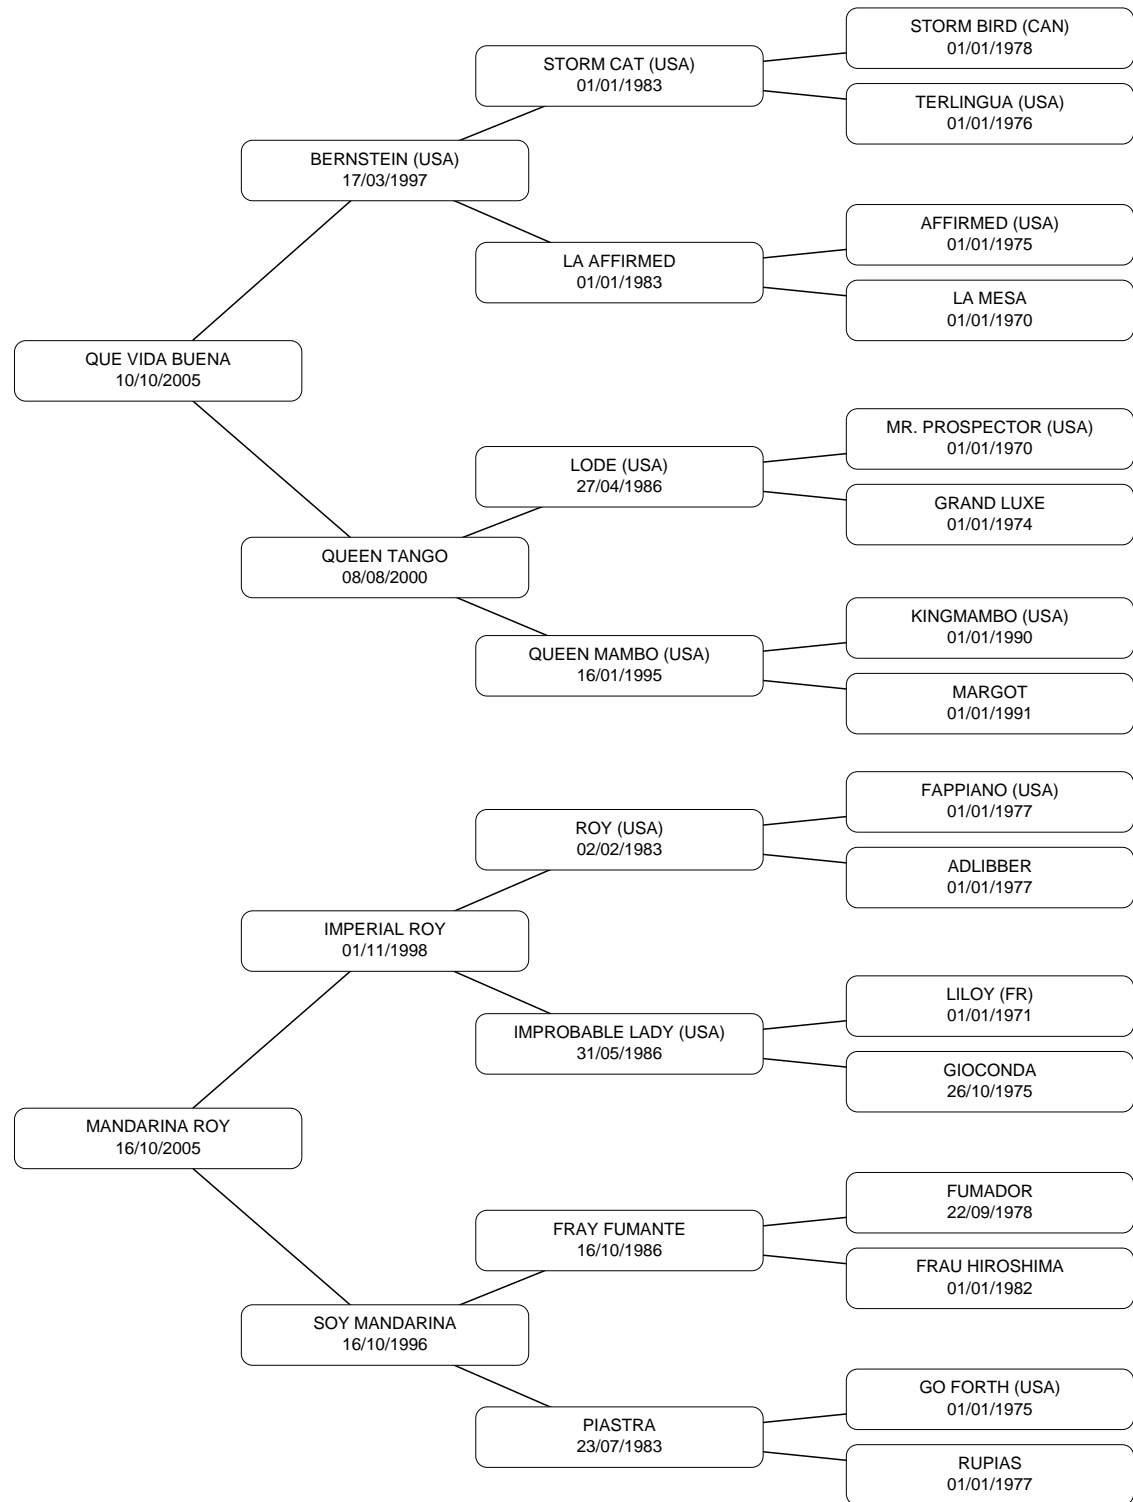 STORM BIRD (CAN)
01/01/1978
STORM CAT (USA)
01/01/1983
TERLINGUA (USA)
01/01/1976
BERNSTEIN (USA)
17/03/1997
AFFIRMED (USA)
01/01/1975
LA AFFIRMED
01/01/1983
LA MESA
01/01/1970
QUE VIDA BUENA
10/10/2005
MR. PROSPECTOR (USA)
01/01/1970
LODE (USA)
27/04/1986
GRAND LUXE
01/01/1974
QUEEN TANGO
08/08/2000
KINGMAMBO (USA)
01/01/1990
QUEEN MAMBO (USA)
16/01/1995
MARGOT
01/01/1991
FAPPIANO (USA)
01/01/1977
ROY (USA)
02/02/1983
ADLIBBER
01/01/1977
IMPERIAL ROY
01/11/1998
LILOY (FR)
01/01/1971
IMPROBABLE LADY (USA)
31/05/1986
GIOCONDA
26/10/1975
MANDARINA ROY
16/10/2005
FUMADOR
22/09/1978
FRAY FUMANTE
16/10/1986
FRAU HIROSHIMA
01/01/1982
SOY MANDARINA
16/10/1996
GO FORTH (USA)
01/01/1975
PIASTRA
23/07/1983
RUPIAS
01/01/1977